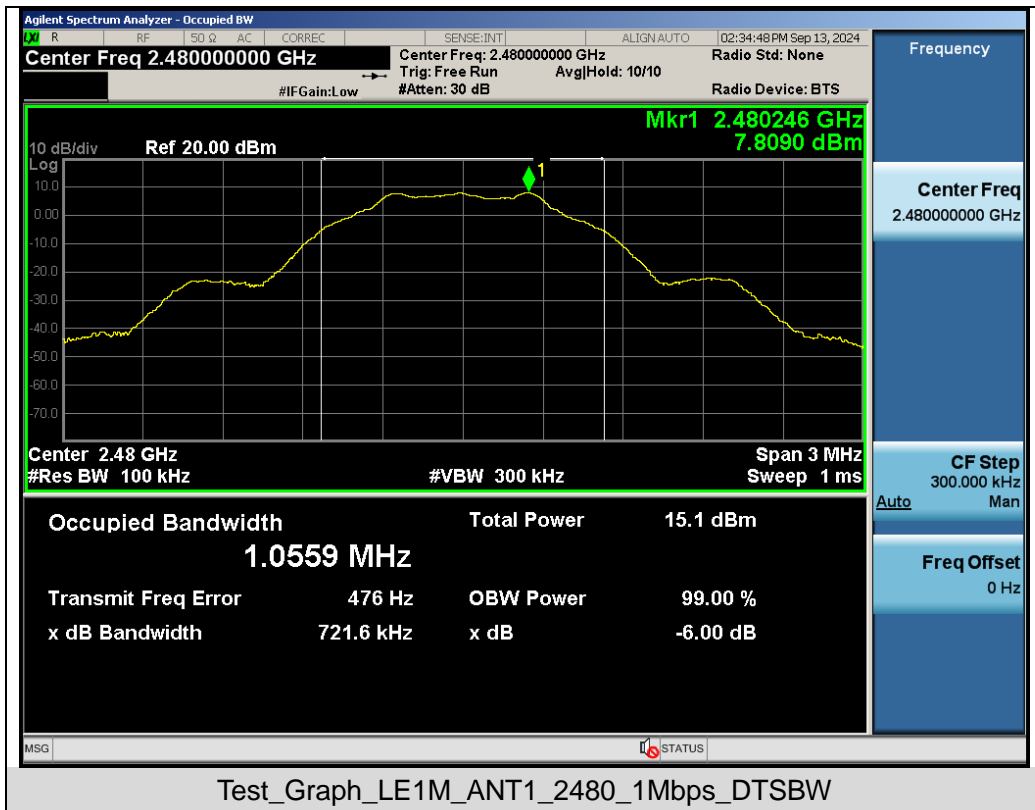 Agilent Spectrum Analyzer - Occupied BW
LXI R RF 50 Ω AC CORREC SENSE:INT ALIGN AUTO 02:34:48 PM Sep 13, 2024
Center Freq 2.480000000 GHz Center Freq: 2.480000000 GHz Radio Std: None
Trig: Free Run Avg|Hold: 10/10
#IFGain:Low #Atten: 30 dB Radio Device: BTS
Frequency
Mkr1 2.480246 GHz
7.8090 dBm
10 dB/div Ref 20.00 dBm
Log
1
10.0
0.00
-10.0
-20.0
-30.0
-40.0
-50.0
-60.0
-70.0
Center 2.48 GHz Span 3 MHz
#Res BW 100 kHz #VBW 300 kHz Sweep 1 ms
Center Freq
2.480000000 GHz
CF Step
300.000 kHz
Auto Man
Freq Offset
0 Hz
Occupied Bandwidth Total Power 15.1 dBm
1.0559 MHz
Transmit Freq Error 476 Hz OBW Power 99.00 %
x dB Bandwidth 721.6 kHz x dB -6.00 dB
MSG STATUS
Test_Graph_LE1M_ANT1_2480_1Mbps_DTSBW